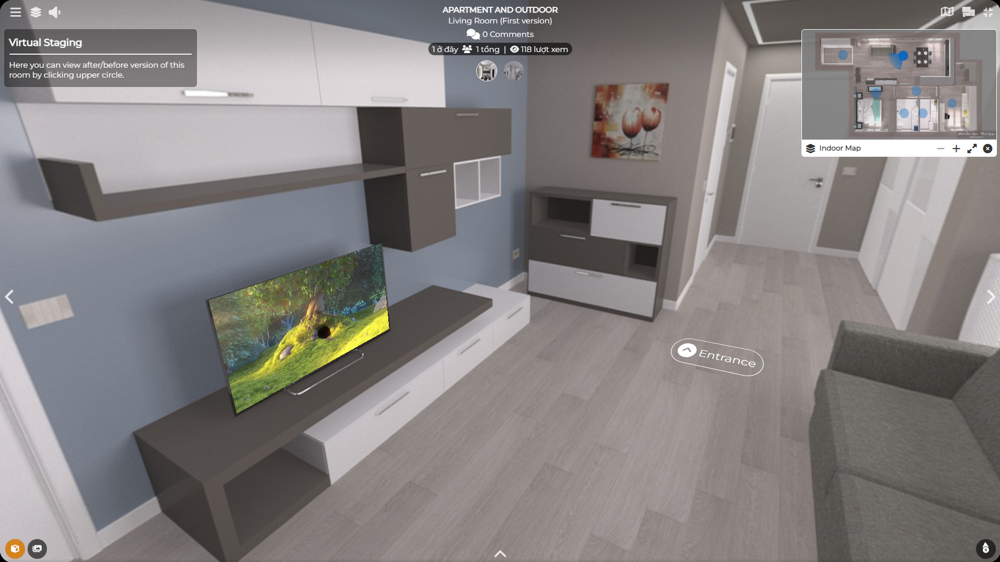 APARTMENT AND OUTDOOR
Living Room (First version)
0 Comments
1 ở đây 1 tổng | 118 lượt xem
Virtual Staging
Here you can view after/before version of this
room by clicking upper circle.
Indoor Map
Entrance
N